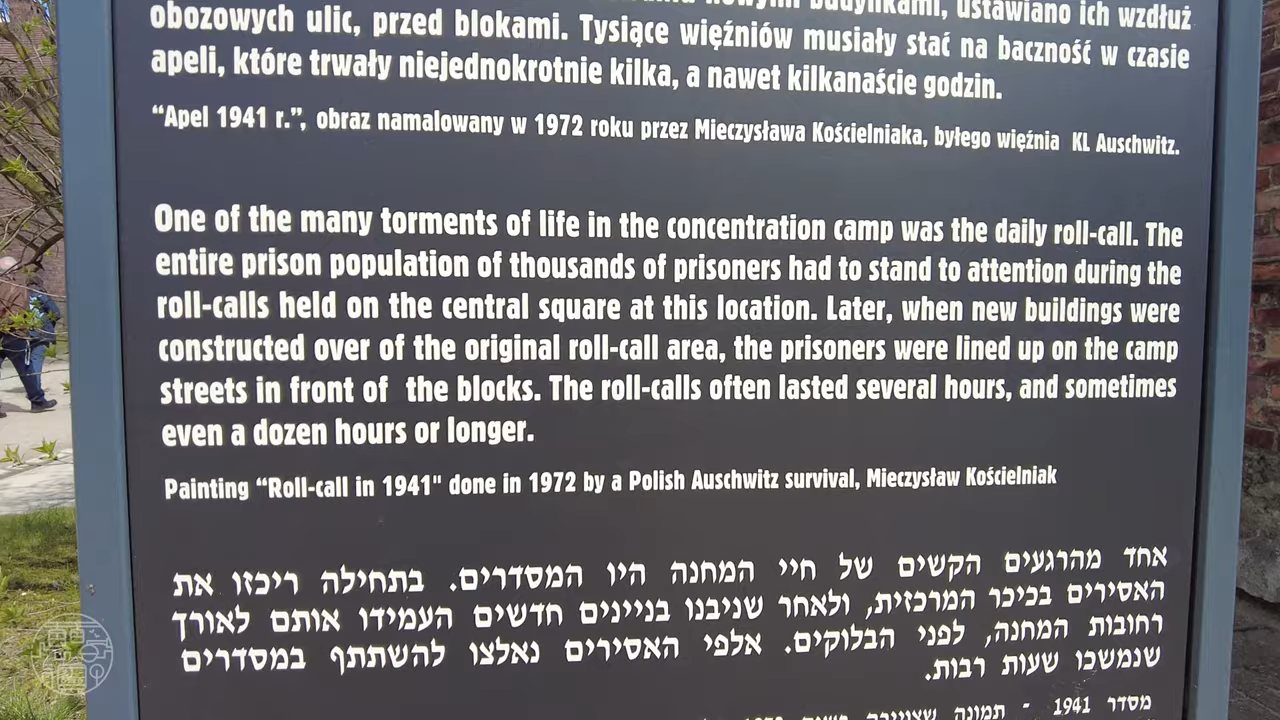 nowymi budynkami, ustawiano ich wzdłuż
obozowych ulic, przed blokami. Tysiące więźniów musiały stać na baczność w czasie
apeli, które trwały niejednokrotnie kilka, a nawet kilkanaście godzin.
“Apel 1941 r.”, obraz namalowany w 1972 roku przez Mieczysława Kościelniaka, byłego więźnia KL Auschwitz.
One of the many torments of life in the concentration camp was the daily roll-call. The
entire prison population of thousands of prisoners had to stand to attention during the
roll-calls held on the central square at this location. Later, when new buildings were
constructed over of the original roll-call area, the prisoners were lined up on the camp
streets in front of the blocks. The roll-calls often lasted several hours, and sometimes
even a dozen hours or longer.
Painting “Roll-call in 1941" done in 1972 by a Polish Auschwitz survival, Mieczysław Kościelniak
אחד מהרגעים הקשים של חיי המחנה היו המסדרים. בתחילה ריכזו את
האסירים בכיכר המרכזית, ולאחר שניבנו בניינים חדשים העמידו אותם לאורך
רחובות המחנה, לפני הבלוקים. אלפי האסירים נאלצו להשתתף במסדרים
שנמשכו שעות רבות.
מסדר 1941 - תמונה